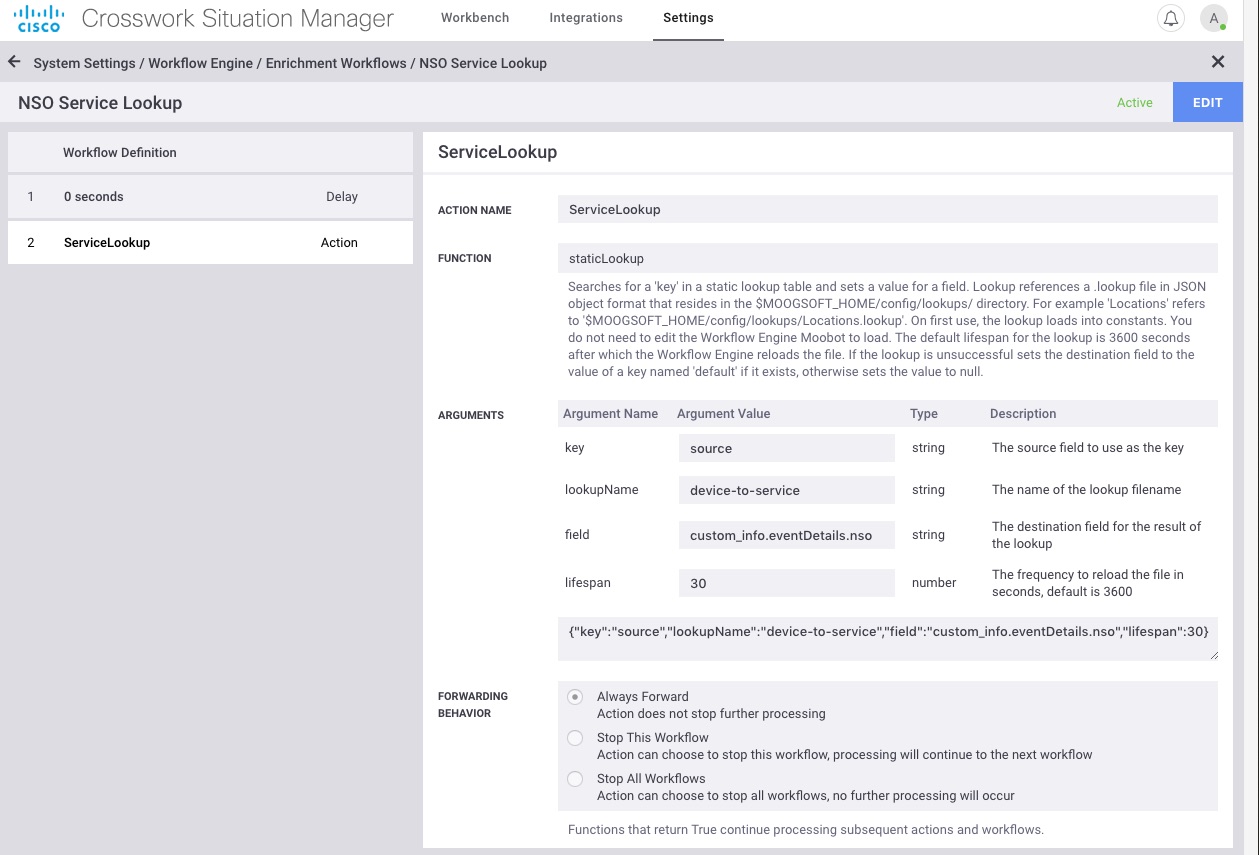 CISCO Crosswork Situation Manager Workbench Integrations Settings A
System Settings / Workflow Engine / Enrichment Workflows / NSO Service Lookup
NSO Service Lookup Active EDIT
Workflow Definition
1 0 seconds Delay
2 ServiceLookup Action
ServiceLookup
ACTION NAME ServiceLookup
FUNCTION staticLookup
Searches for a 'key' in a static lookup table and sets a value for a field. Lookup references a .lookup file in JSON
object format that resides in the $MOOGSOFT_HOME/config/lookups/ directory. For example 'Locations' refers
to '$MOOGSOFT_HOME/config/lookups/Locations.lookup'. On first use, the lookup loads into constants. You
do not need to edit the Workflow Engine Moobot to load. The default lifespan for the lookup is 3600 seconds
after which the Workflow Engine reloads the file. If the lookup is unsuccessful sets the destination field to the
value of a key named 'default' if it exists, otherwise sets the value to null.
ARGUMENTS Argument Name Argument Value Type Description
key source string The source field to use as the key
lookupName device-to-service string The name of the lookup filename
field custom_info.eventDetails.nso string The destination field for the result of
the lookup
lifespan 30 number The frequency to reload the file in
seconds, default is 3600
{"key":"source","lookupName":"device-to-service","field":"custom_info.eventDetails.nso","lifespan":30}
FORWARDING
BEHAVIOR
Always Forward
Action does not stop further processing
Stop This Workflow
Action can choose to stop this workflow, processing will continue to the next workflow
Stop All Workflows
Action can choose to stop all workflows, no further processing will occur
Functions that return True continue processing subsequent actions and workflows.